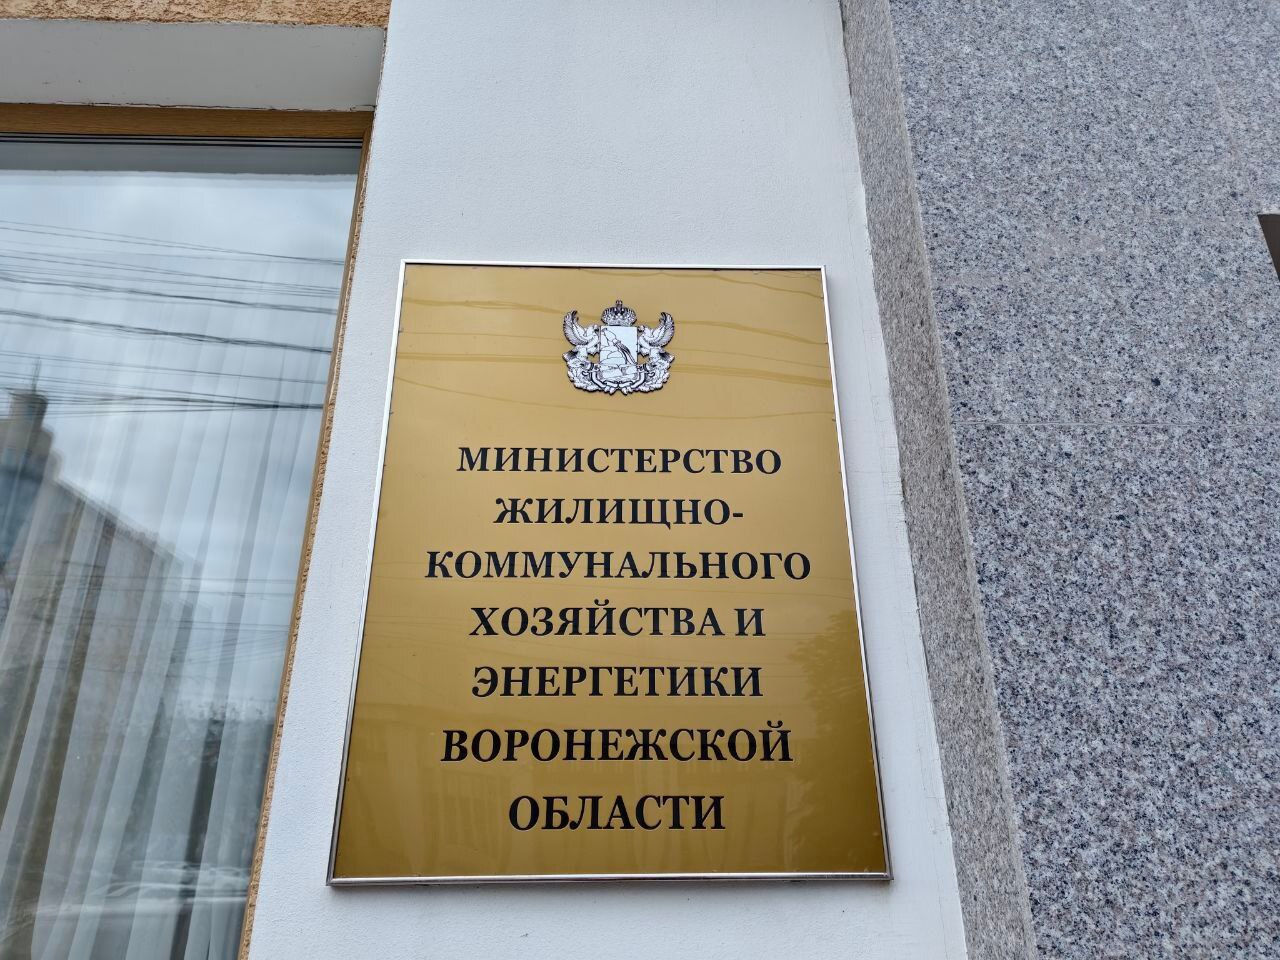 МИНИСТЕРСТВО
ЖИЛИЩНО-
КОММУНАЛЬНОГО
ХОЗЯЙСТВА И
ЭНЕРГЕТИКИ
ВОРОНЕЖСКОЙ
ОБЛАСТИ